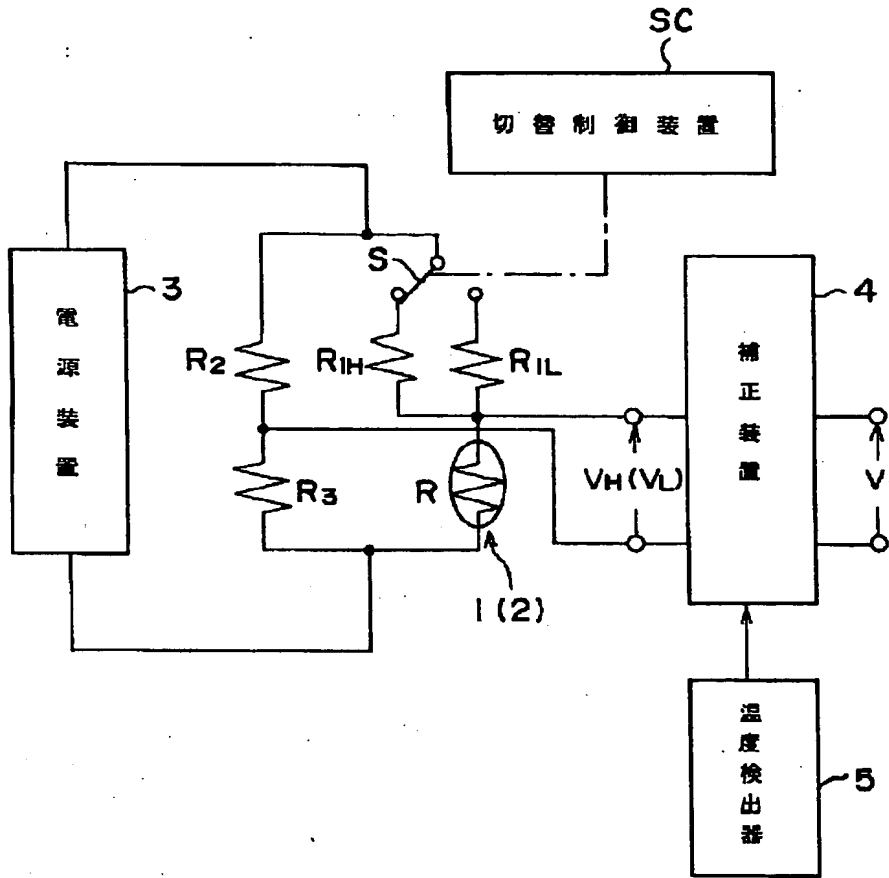 SC
切替制御装置
電源装置
3
S
R2
R1H
R1L
R3
R
1(2)
VH(VL)
補正装置
4
V
温度検出器
5